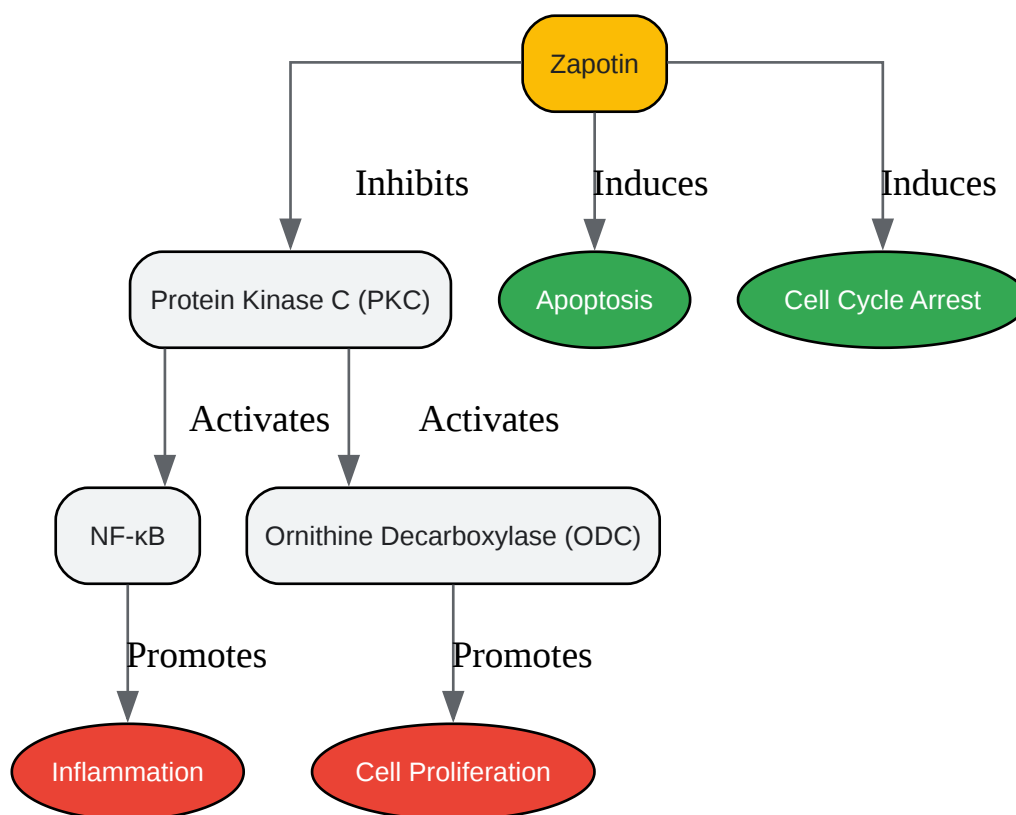 Zapotin
Inhibits
Induces
Induces
Protein Kinase C (PKC)
Apoptosis
Cell Cycle Arrest
Activates
Activates
NF-κB
Ornithine Decarboxylase (ODC)
Promotes
Promotes
Inflammation
Cell Proliferation